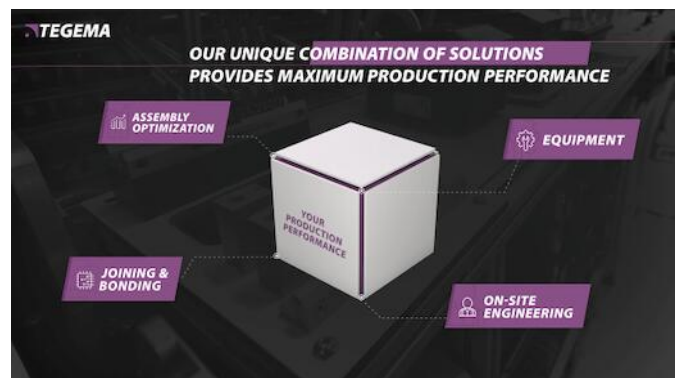 TEGEMA
OUR UNIQUE COMBINATION OF SOLUTIONS
PROVIDES MAXIMUM PRODUCTION PERFORMANCE
ASSEMBLY
OPTIMIZATION
EQUIPMENT
YOUR
PRODUCTION
PERFORMANCE
JOINING &
BONDING
ON-SITE
ENGINEERING